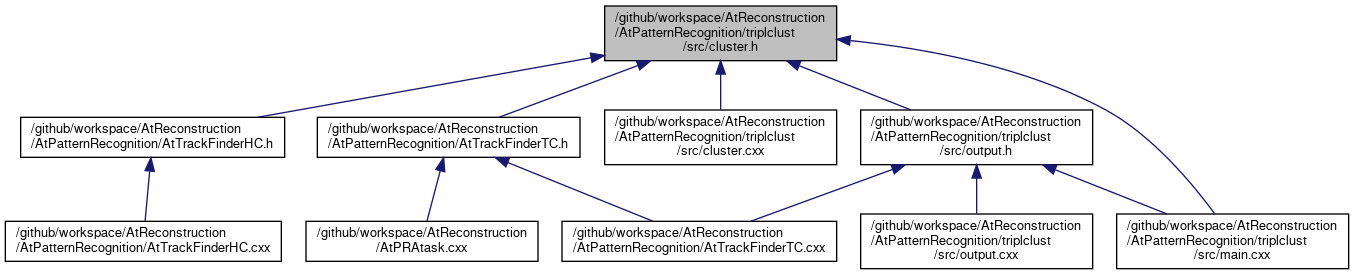 /github/workspace/AtReconstruction
/AtPatternRecognition/triplclust
/src/cluster.h
/github/workspace/AtReconstruction
/AtPatternRecognition/AtTrackFinderHC.h
/github/workspace/AtReconstruction
/AtPatternRecognition/AtTrackFinderTC.h
/github/workspace/AtReconstruction
/AtPatternRecognition/triplclust
/src/cluster.cxx
/github/workspace/AtReconstruction
/AtPatternRecognition/triplclust
/src/output.h
/github/workspace/AtReconstruction
/AtPatternRecognition/AtTrackFinderHC.cxx
/github/workspace/AtReconstruction
/AtPRAtask.cxx
/github/workspace/AtReconstruction
/AtPatternRecognition/AtTrackFinderTC.cxx
/github/workspace/AtReconstruction
/AtPatternRecognition/triplclust
/src/output.cxx
/github/workspace/AtReconstruction
/AtPatternRecognition/triplclust
/src/main.cxx